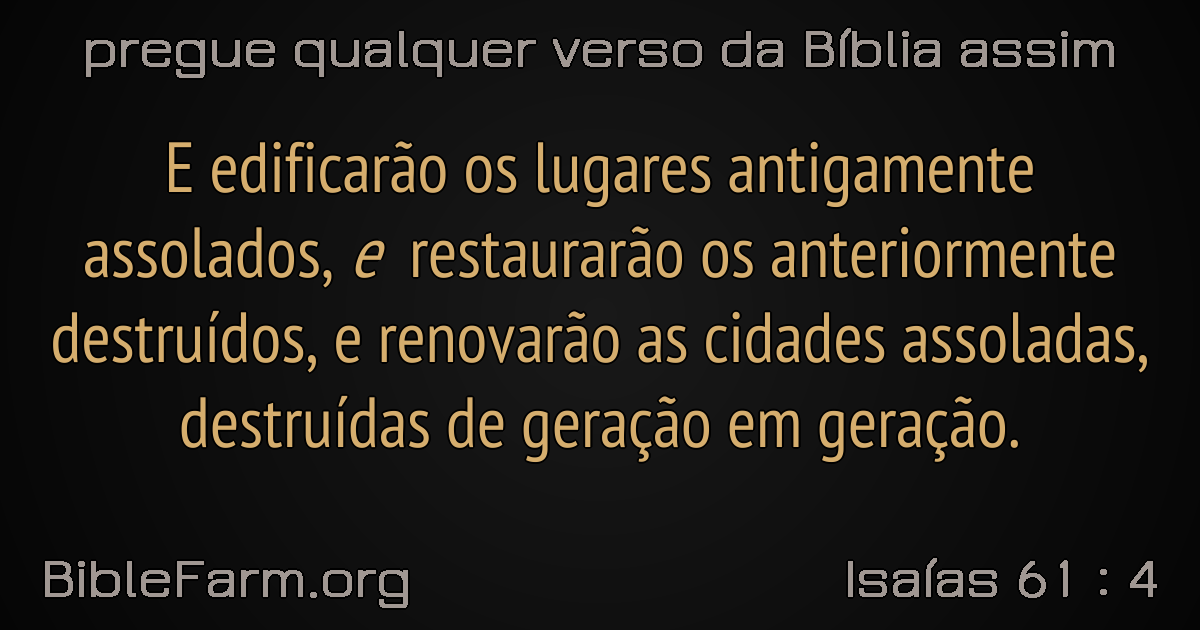 pregue qualquer verso da Bíblia assim
E edificarão os lugares antigamente
assolados, e restaurarão os anteriormente
destruídos, e renovarão as cidades assoladas,
destruídas de geração em geração.
BibleFarm.org
Isaías 61 : 4